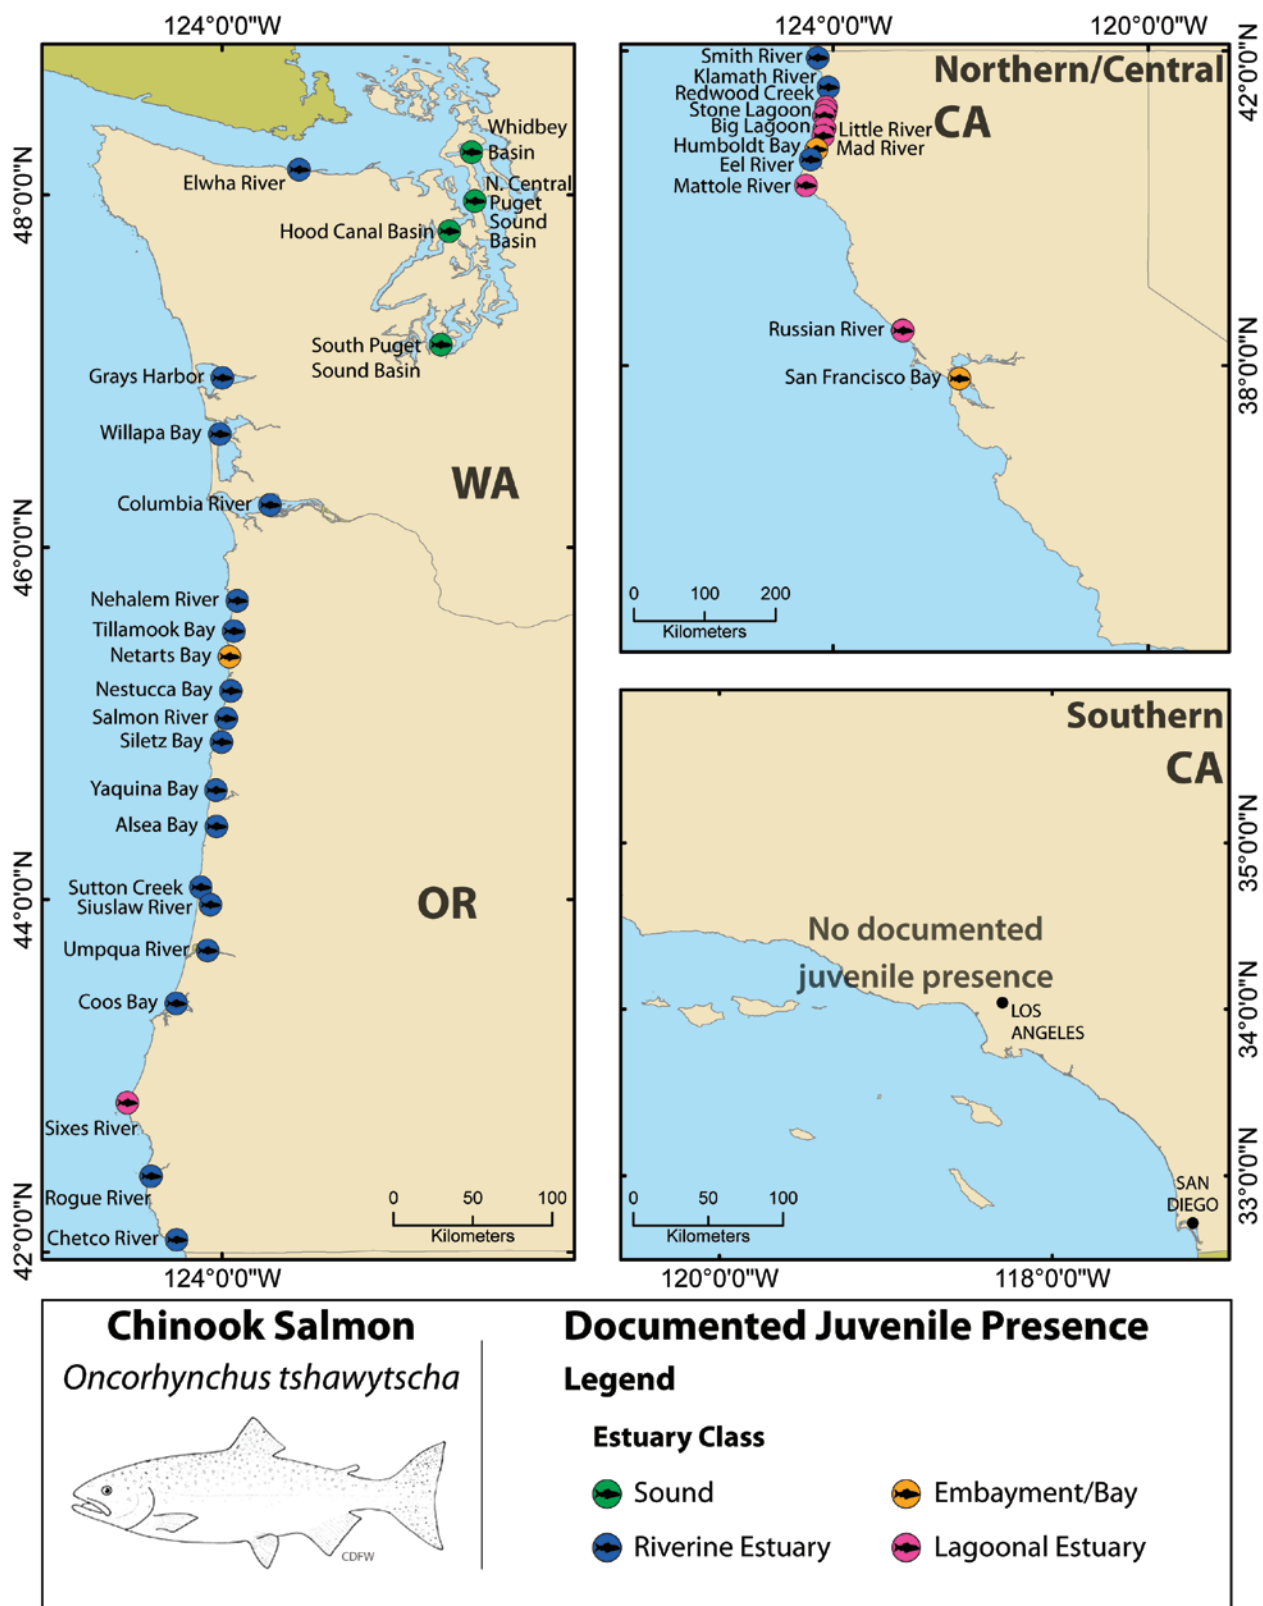 124°0'0"W
48°0'0"N
46°0'0"N
44°0'0"N
42°0'0"N
Whidbey
Basin
Elwha River
N. Central
Puget
Sound
Basin
Hood Canal Basin
South Puget
Sound Basin
Grays Harbor
Willapa Bay
WA
Columbia River
Nehalem River
Tillamook Bay
Netarts Bay
Nestucca Bay
Salmon River
Siletz Bay
Yaquina Bay
Alsea Bay
Sutton Creek
Siuslaw River
OR
Umpqua River
Coos Bay
Sixes River
Rogue River
Chetco River
0 50 100
Kilometers
124°0'0"W
124°0'0"W 120°0'0"W
42°0'0"N
38°0'0"N
Northern/Central
CA
Smith River
Klamath River
Redwood Creek
Stone Lagoon
Big Lagoon
Little River
Humboldt Bay
Mad River
Eel River
Mattole River
Russian River
San Francisco Bay
0 100 200
Kilometers
Southern
CA
35°0'0"N
34°0'0"N
33°0'0"N
No documented
juvenile presence
LOS
ANGELES
SAN
DIEGO
0 50 100
Kilometers
120°0'0"W 118°0'0"W
Chinook Salmon
Oncorhynchus tshawytscha
CDFW
Documented Juvenile Presence
Legend
Estuary Class
Sound
Embayment/Bay
Riverine Estuary
Lagoonal Estuary